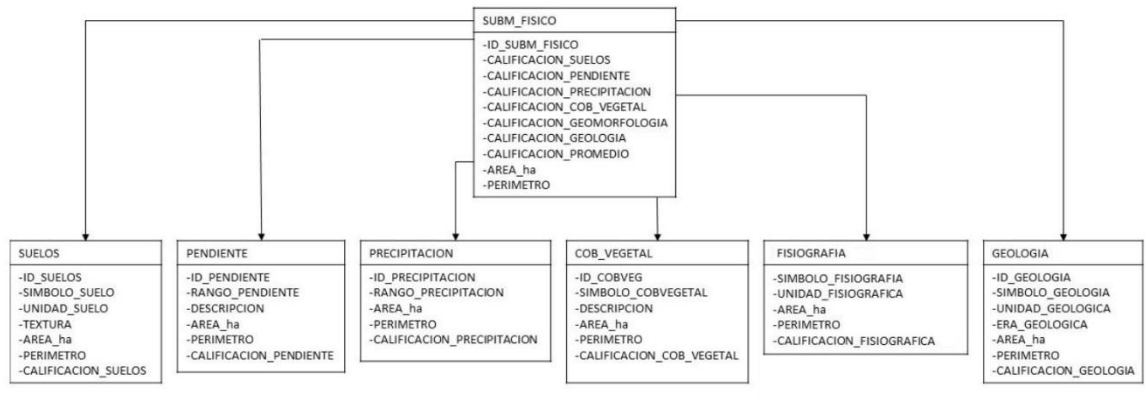 SUBM_FISICO
-ID_SUBM_FISICO
-CALIFICACION_SUELOS
-CALIFICACION_PENDIENTE
-CALIFICACION_PRECIPITACION
-CALIFICACION_COB_VEGETAL
-CALIFICACION_GEOMORFOLOGIA
-CALIFICACION_GEOLOGIA
-CALIFICACION_PROMEDIO
-AREA_ha
-PERIMETRO
SUELOS
-ID_SUELOS
-SIMBOLO_SUELO
-UNIDAD_SUELO
-TEXTURA
-AREA_ha
-PERIMETRO
-CALIFICACION_SUELOS
PENDIENTE
-ID_PENDIENTE
-RANGO_PENDIENTE
-DESCRIPCION
-AREA_ha
-PERIMETRO
-CALIFICACION_PENDIENTE
PRECIPITACION
-ID_PRECIPITACION
-RANGO_PRECIPITACION
-AREA_ha
-PERIMETRO
-CALIFICACION_PRECIPITACION
COB_VEGETAL
-ID_COBVEG
-SIMBOLO_COBVEGETAL
-DESCRIPCION
-AREA_ha
-PERIMETRO
-CALIFICACION_COB_VEGETAL
FISIOGRAFIA
-SIMBOLO_FISIOGRAFIA
-UNIDAD_FISIOGRAFICA
-AREA_ha
-PERIMETRO
-CALIFICACION_FISIOGRAFICA
GEOLOGIA
-ID_GEOLOGIA
-SIMBOLO_GEOLOGIA
-UNIDAD_GEOLOGICA
-ERA_GEOLOGICA
-AREA_ha
-PERIMETRO
-CALIFICACION_GEOLOGIA